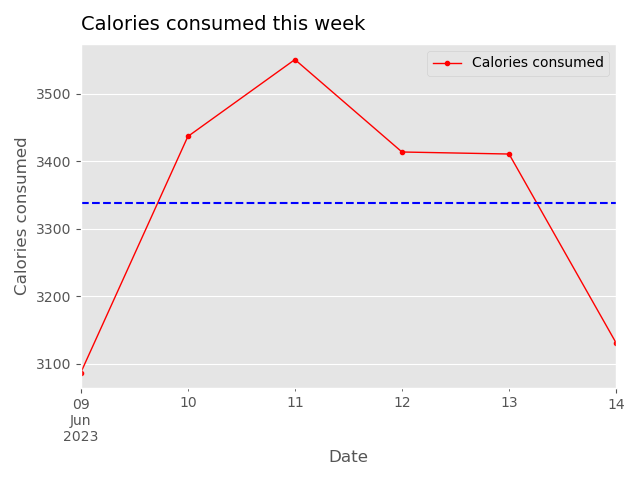 Calories consumed this week
Calories consumed
3500
3400
3300
3200
3100
Calories consumed
09
Jun
2023
10
11
12
13
14
Date